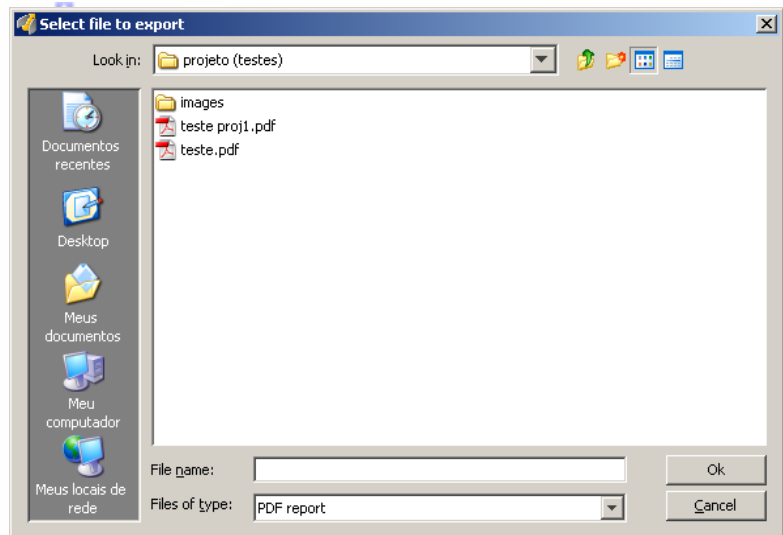 Select file to export
Look in:
projeto (testes)
images
teste proj1.pdf
teste.pdf
Documentos
recentes
Desktop
Meus
documentos
Meu
computador
Meus locais de
rede
File name:
Ok
Files of type:
PDF report
Cancel